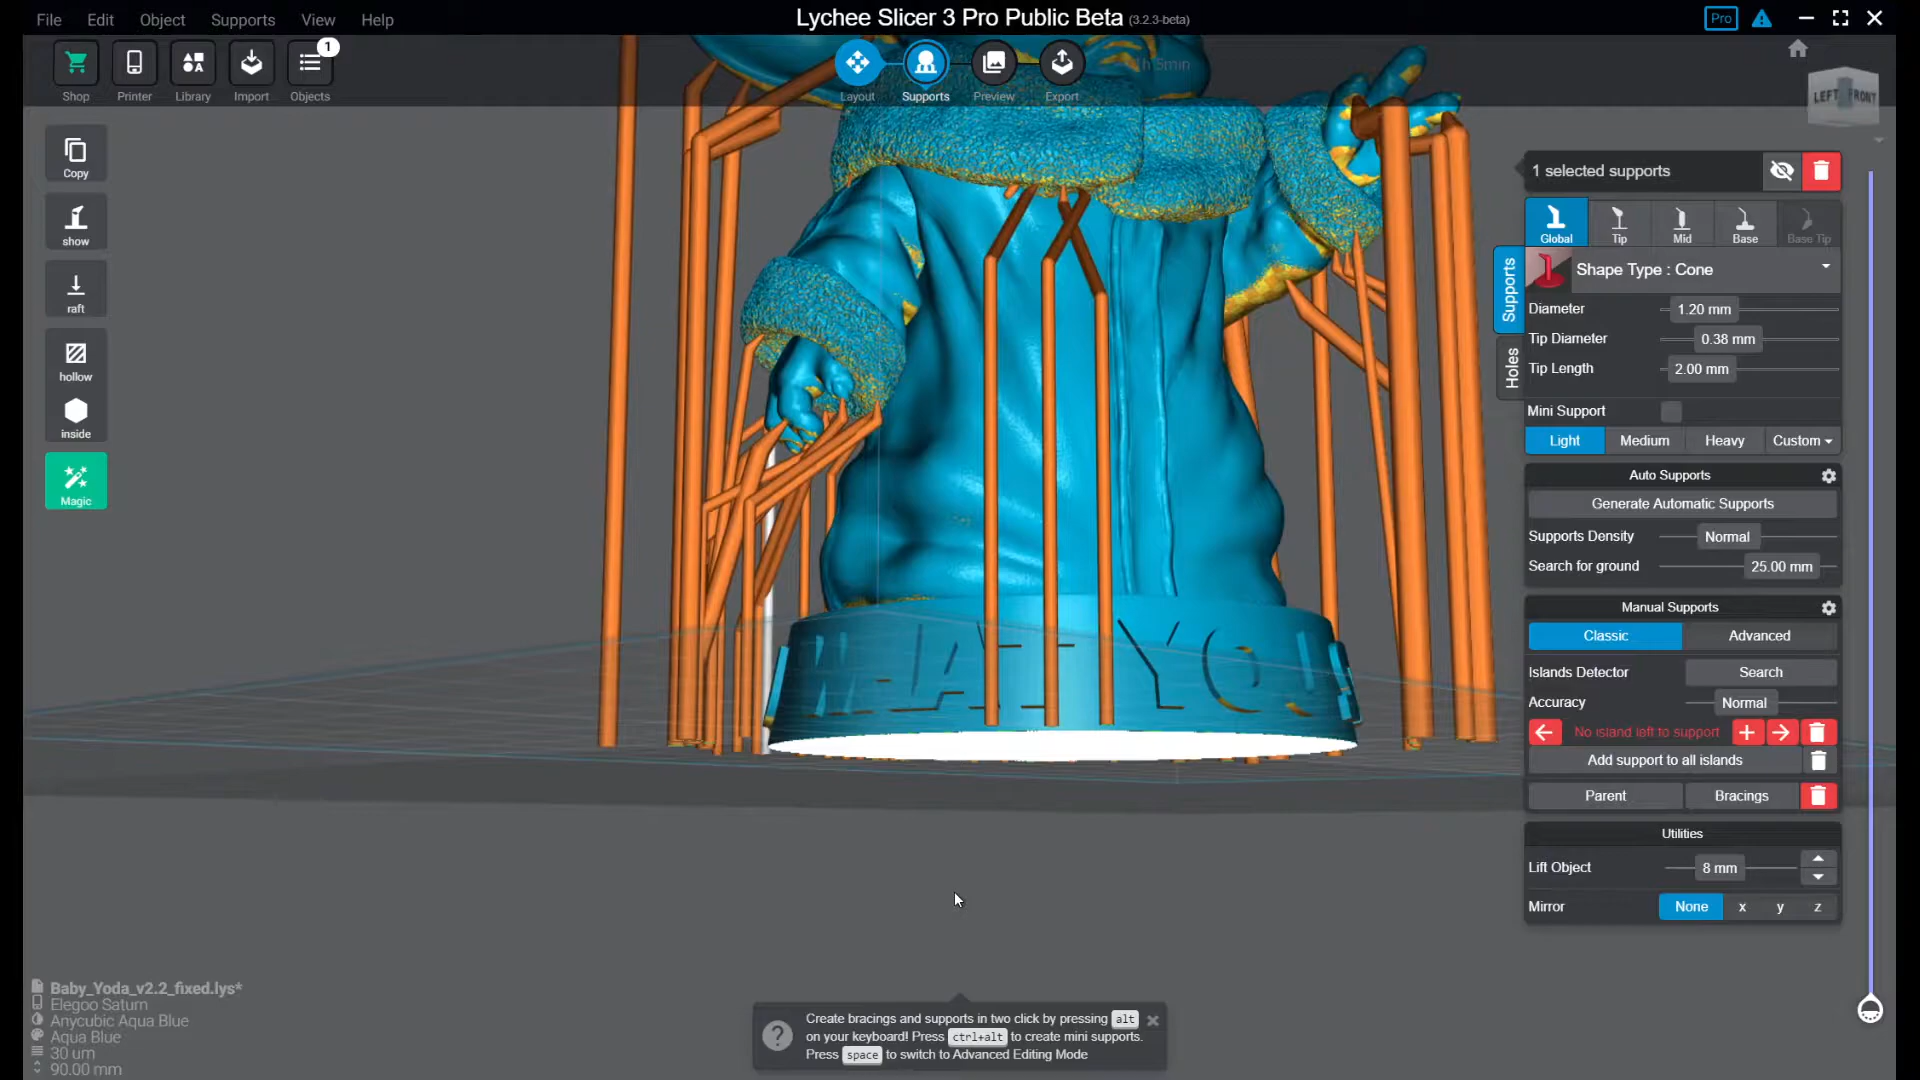 File Edit Object Supports View Help
Lychee Slicer 3 Pro Public Beta (3.2.3-beta)
Pro
1
Shop Printer Library Import Objects
Layout Supports Preview Export
1h 5min
LEFT FRONT
Copy
show
raft
hollow
inside
Magic
1 selected supports
Global Tip Mid Base Base Tip
Supports
Holes
Shape Type : Cone
Diameter 1.20 mm
Tip Diameter 0.38 mm
Tip Length 2.00 mm
Mini Support
Light Medium Heavy Custom
Auto Supports
Generate Automatic Supports
Supports Density Normal
Search for ground 25.00 mm
Manual Supports
Classic Advanced
Islands Detector Search
Accuracy Normal
No island left to support
Add support to all islands
Parent Bracings
Utilities
Lift Object 8 mm
Mirror None x y z
Baby_Yoda_v2.2_fixed.lys*
Elegoo Saturn
Anycubic Aqua Blue
Aqua Blue
30 um
90.00 mm
Create bracings and supports in two click by pressing alt
on your keyboard! Press ctrl+alt to create mini supports.
Press space to switch to Advanced Editing Mode